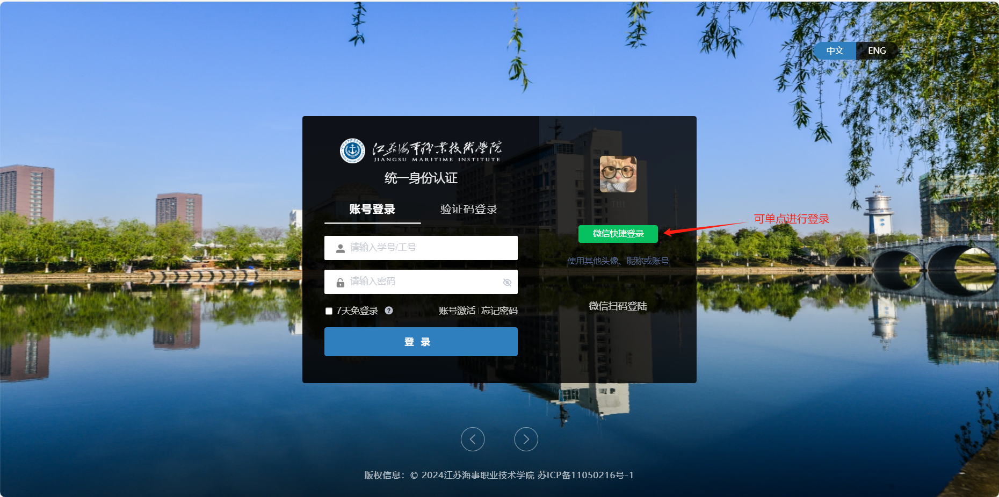 中文 ENG
江苏海事职业技术学院
JIANGSU MARITIME INSTITUTE
统一身份认证
账号登录 验证码登录
请输入学号/工号
请输入密码
7天免登录 ?
账号激活 | 忘记密码
登 录
Tttt
微信快捷登录
可单点进行登录
使用其他头像、昵称或账号
微信扫码登陆
版权信息：© 2024江苏海事职业技术学院 苏ICP备11050216号-1